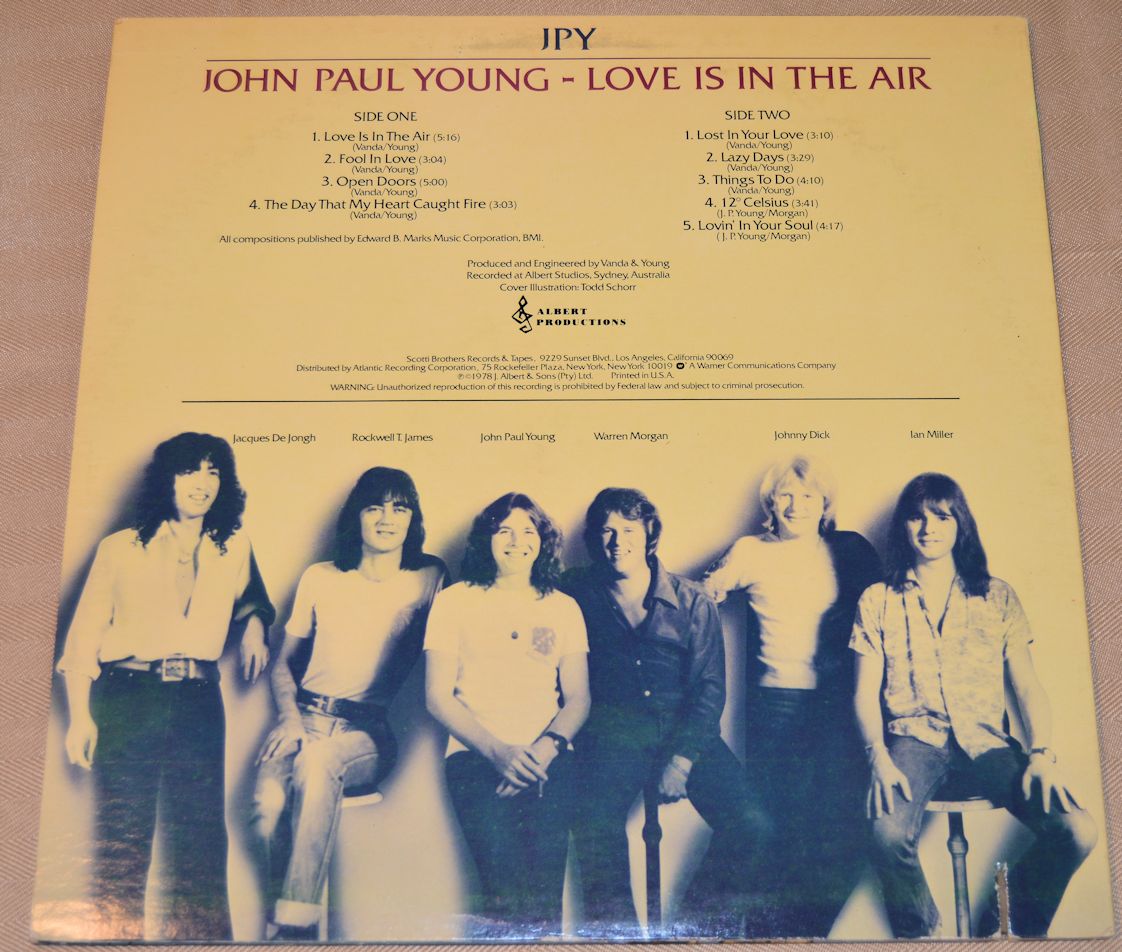 JPY
JOHN PAUL YOUNG - LOVE IS IN THE AIR
SIDE ONE
1. Love Is In The Air (5:16)
(Vanda/Young)
2. Fool In Love (3:04)
(Vanda/Young)
3. Open Doors (5:00)
(Vanda/Young)
4. The Day That My Heart Caught Fire (3:03)
(Vanda/Young)
All compositions published by Edward B. Marks Music Corporation, BMI.
SIDE TWO
1. Lost In Your Love (3:10)
(Vanda/Young)
2. Lazy Days (3:29)
(Vanda/Young)
3. Things To Do (4:10)
(Vanda/Young)
4. 12° Celsius (3:41)
(J. P. Young/Morgan)
5. Lovin' In Your Soul (4:17)
(J. P. Young/Morgan)
Produced and Engineered by Vanda & Young
Recorded at Albert Studios, Sydney, Australia
Cover Illustration: Todd Schorr
ALBERT
PRODUCTIONS
Scotti Brothers Records & Tapes, 9229 Sunset Blvd., Los Angeles, California 90069
Distributed by Atlantic Recording Corporation, 75 Rockefeller Plaza, New York, New York 10019 A Warner Communications Company
℗©1978 J. Albert & Sons (Pty) Ltd. Printed in U.S.A.
WARNING: Unauthorized reproduction of this recording is prohibited by Federal law and subject to criminal prosecution.
Jacques De Jongh Rockwell T. James John Paul Young Warren Morgan Johnny Dick Ian Miller